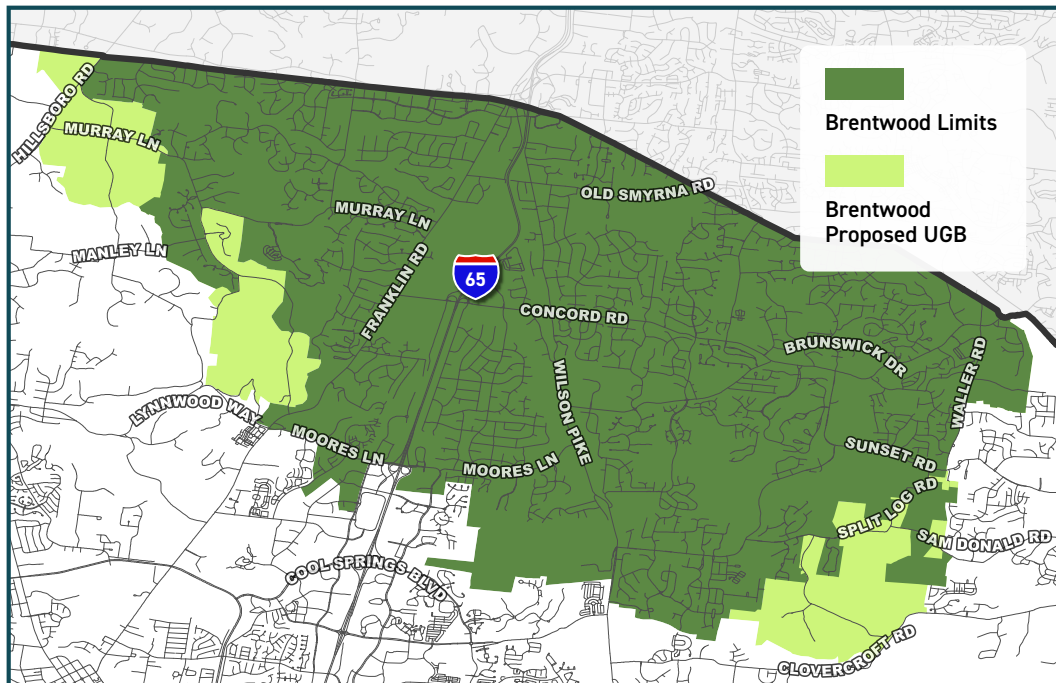 HILLSBORO RD
MURRAY LN
MANLEY LN
MURRAY LN
FRANKLIN RD
65
OLD SMYRNA RD
CONCORD RD
WILSON PIKE
BRUNSWICK DR
WALLER RD
LYNNWOOD WAY
MOORES LN
MOORES LN
SUNSET RD
SPLIT LOG RD
SAM DONALD RD
COOL SPRINGS BLVD
CLOVERCROFT RD
Brentwood Limits
Brentwood
Proposed UGB